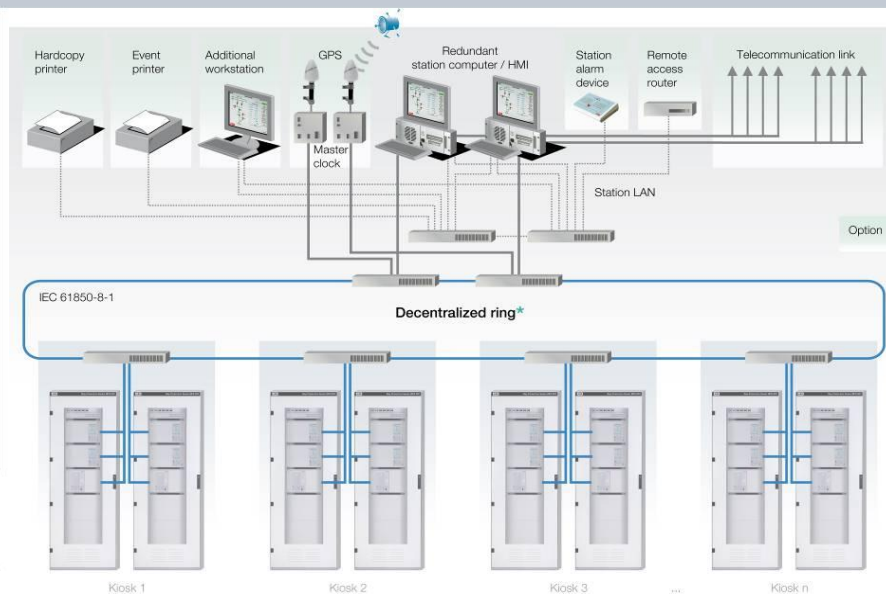 Hardcopy
printer
Event
printer
Additional
workstation
GPS
Master
clock
Redundant
station computer / HMI
Station
alarm
device
Remote
access
router
Telecommunication link
Station LAN
Option
IEC 61850-8-1
Decentralized ring*
Kiosk 1
Kiosk 2
Kiosk 3
...
Kiosk n